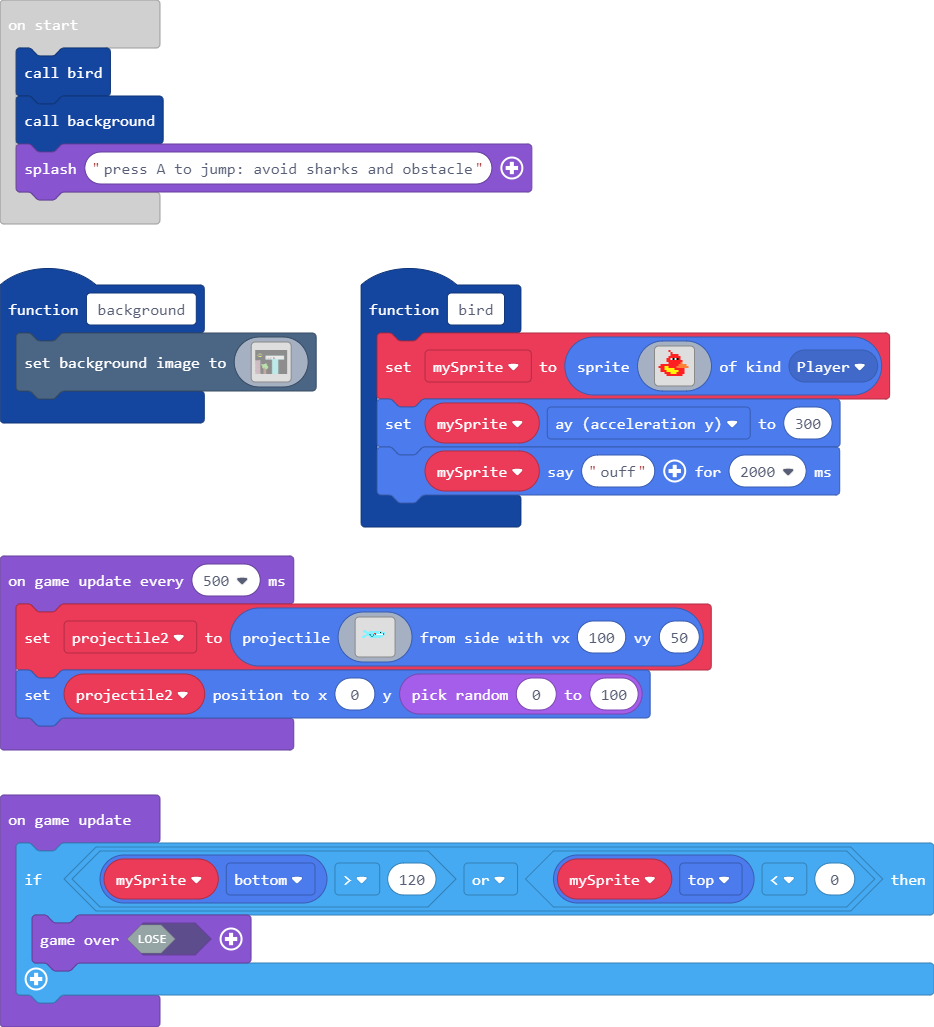 on start
call bird
call background
splash "press A to jump: avoid sharks and obstacle"
function background
set background image to
function bird
set mySprite to sprite of kind Player
set mySprite ay (acceleration y) to 300
mySprite say "ouff" for 2000 ms
on game update every 500 ms
set projectile2 to projectile from side with vx 100 vy 50
set projectile2 position to x 0 y pick random 0 to 100
on game update
if mySprite bottom > 120 or mySprite top < 0 then
game over LOSE